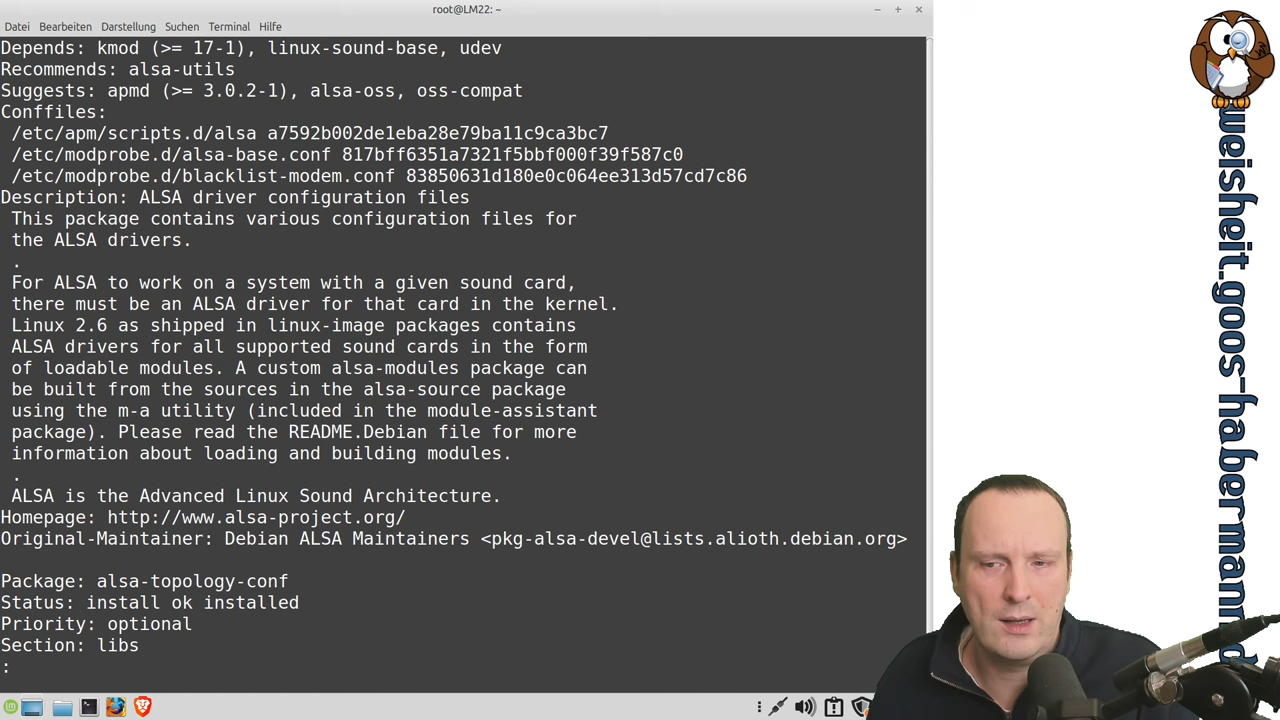 root@LM22: ~
Datei Bearbeiten Darstellung Suchen Terminal Hilfe
Depends: kmod (>= 17-1), linux-sound-base, udev
Recommends: alsa-utils
Suggests: apmd (>= 3.0.2-1), alsa-oss, oss-compat
Conffiles:
/etc/apm/scripts.d/alsa a7592b002de1eba28e79ba11c9ca3bc7
/etc/modprobe.d/alsa-base.conf 817bff6351a7321f5bbf000f39f587c0
/etc/modprobe.d/blacklist-modem.conf 83850631d180e0c064ee313d57cd7c86
Description: ALSA driver configuration files
This package contains various configuration files for
the ALSA drivers.
.
For ALSA to work on a system with a given sound card,
there must be an ALSA driver for that card in the kernel.
Linux 2.6 as shipped in linux-image packages contains
ALSA drivers for all supported sound cards in the form
of loadable modules. A custom alsa-modules package can
be built from the sources in the alsa-source package
using the m-a utility (included in the module-assistant
package). Please read the README.Debian file for more
information about loading and building modules.
.
ALSA is the Advanced Linux Sound Architecture.
Homepage: http://www.alsa-project.org/
Original-Maintainer: Debian ALSA Maintainers <pkg-alsa-devel@lists.alioth.debian.org>
Package: alsa-topology-conf
Status: install ok installed
Priority: optional
Section: libs
:
weisheit.goos-habermann.d